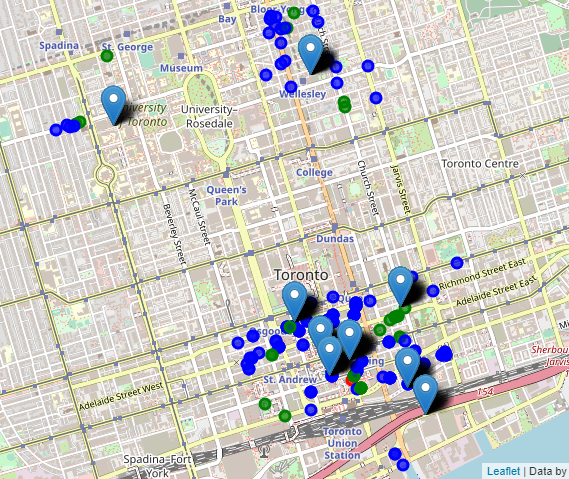 Bloor-Yonge
Bay
Spadina
St. George
Museum
Wellesley
University
of Toronto
University–
Rosedale
Toronto Centre
College
Church Street
Jarvis Street
Queen's
Park
Beverley Street
McCaul Street
Dundas
Toronto
Richmond Street East
Adelaide Street East
St. Andrew
Adelaide Street West
Sherbou
Jarvis
154
Toronto
Union
Station
Spadina–Fort
York
Leaflet | Data by